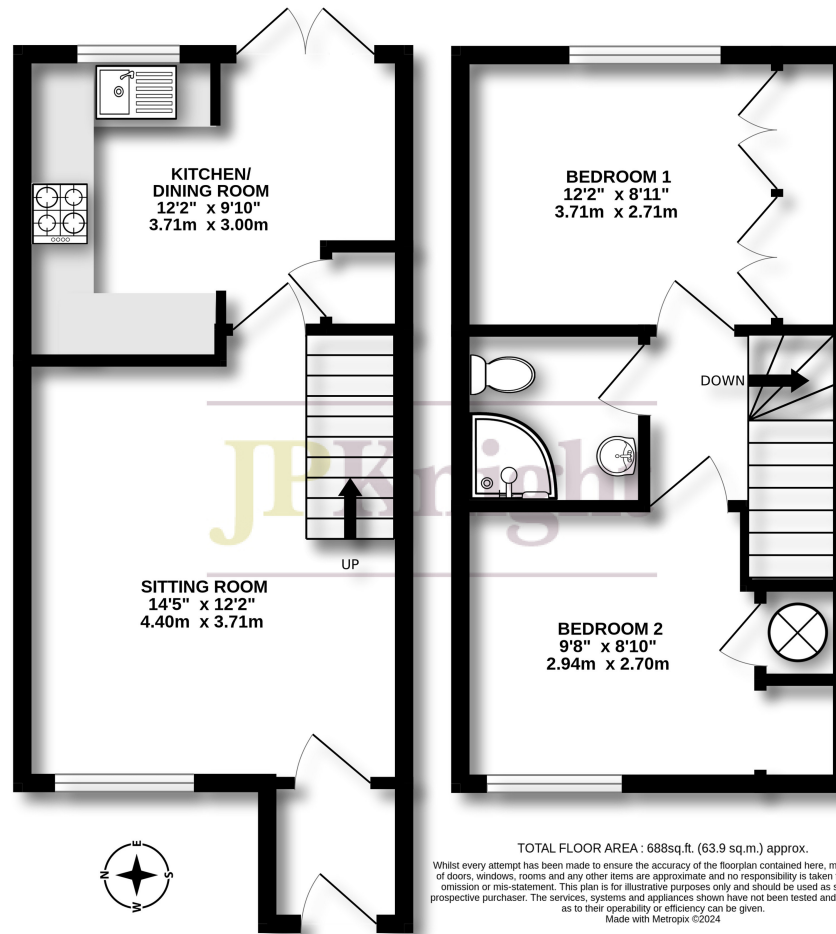 KITCHEN/
DINING ROOM
12'2" x 9'10"
3.71m x 3.00m
BEDROOM 1
12'2" x 8'11"
3.71m x 2.71m
DOWN
JPKnight
UP
SITTING ROOM
14'5" x 12'2"
4.40m x 3.71m
BEDROOM 2
9'8" x 8'10"
2.94m x 2.70m
E
N
S
W
TOTAL FLOOR AREA : 688sq.ft. (63.9 sq.m.) approx.
Whilst every attempt has been made to ensure the accuracy of the floorplan contained here, m
of doors, windows, rooms and any other items are approximate and no responsibility is taken
omission or mis-statement. This plan is for illustrative purposes only and should be used as s
prospective purchaser. The services, systems and appliances shown have not been tested and
as to their operability or efficiency can be given.
Made with Metropix ©2024